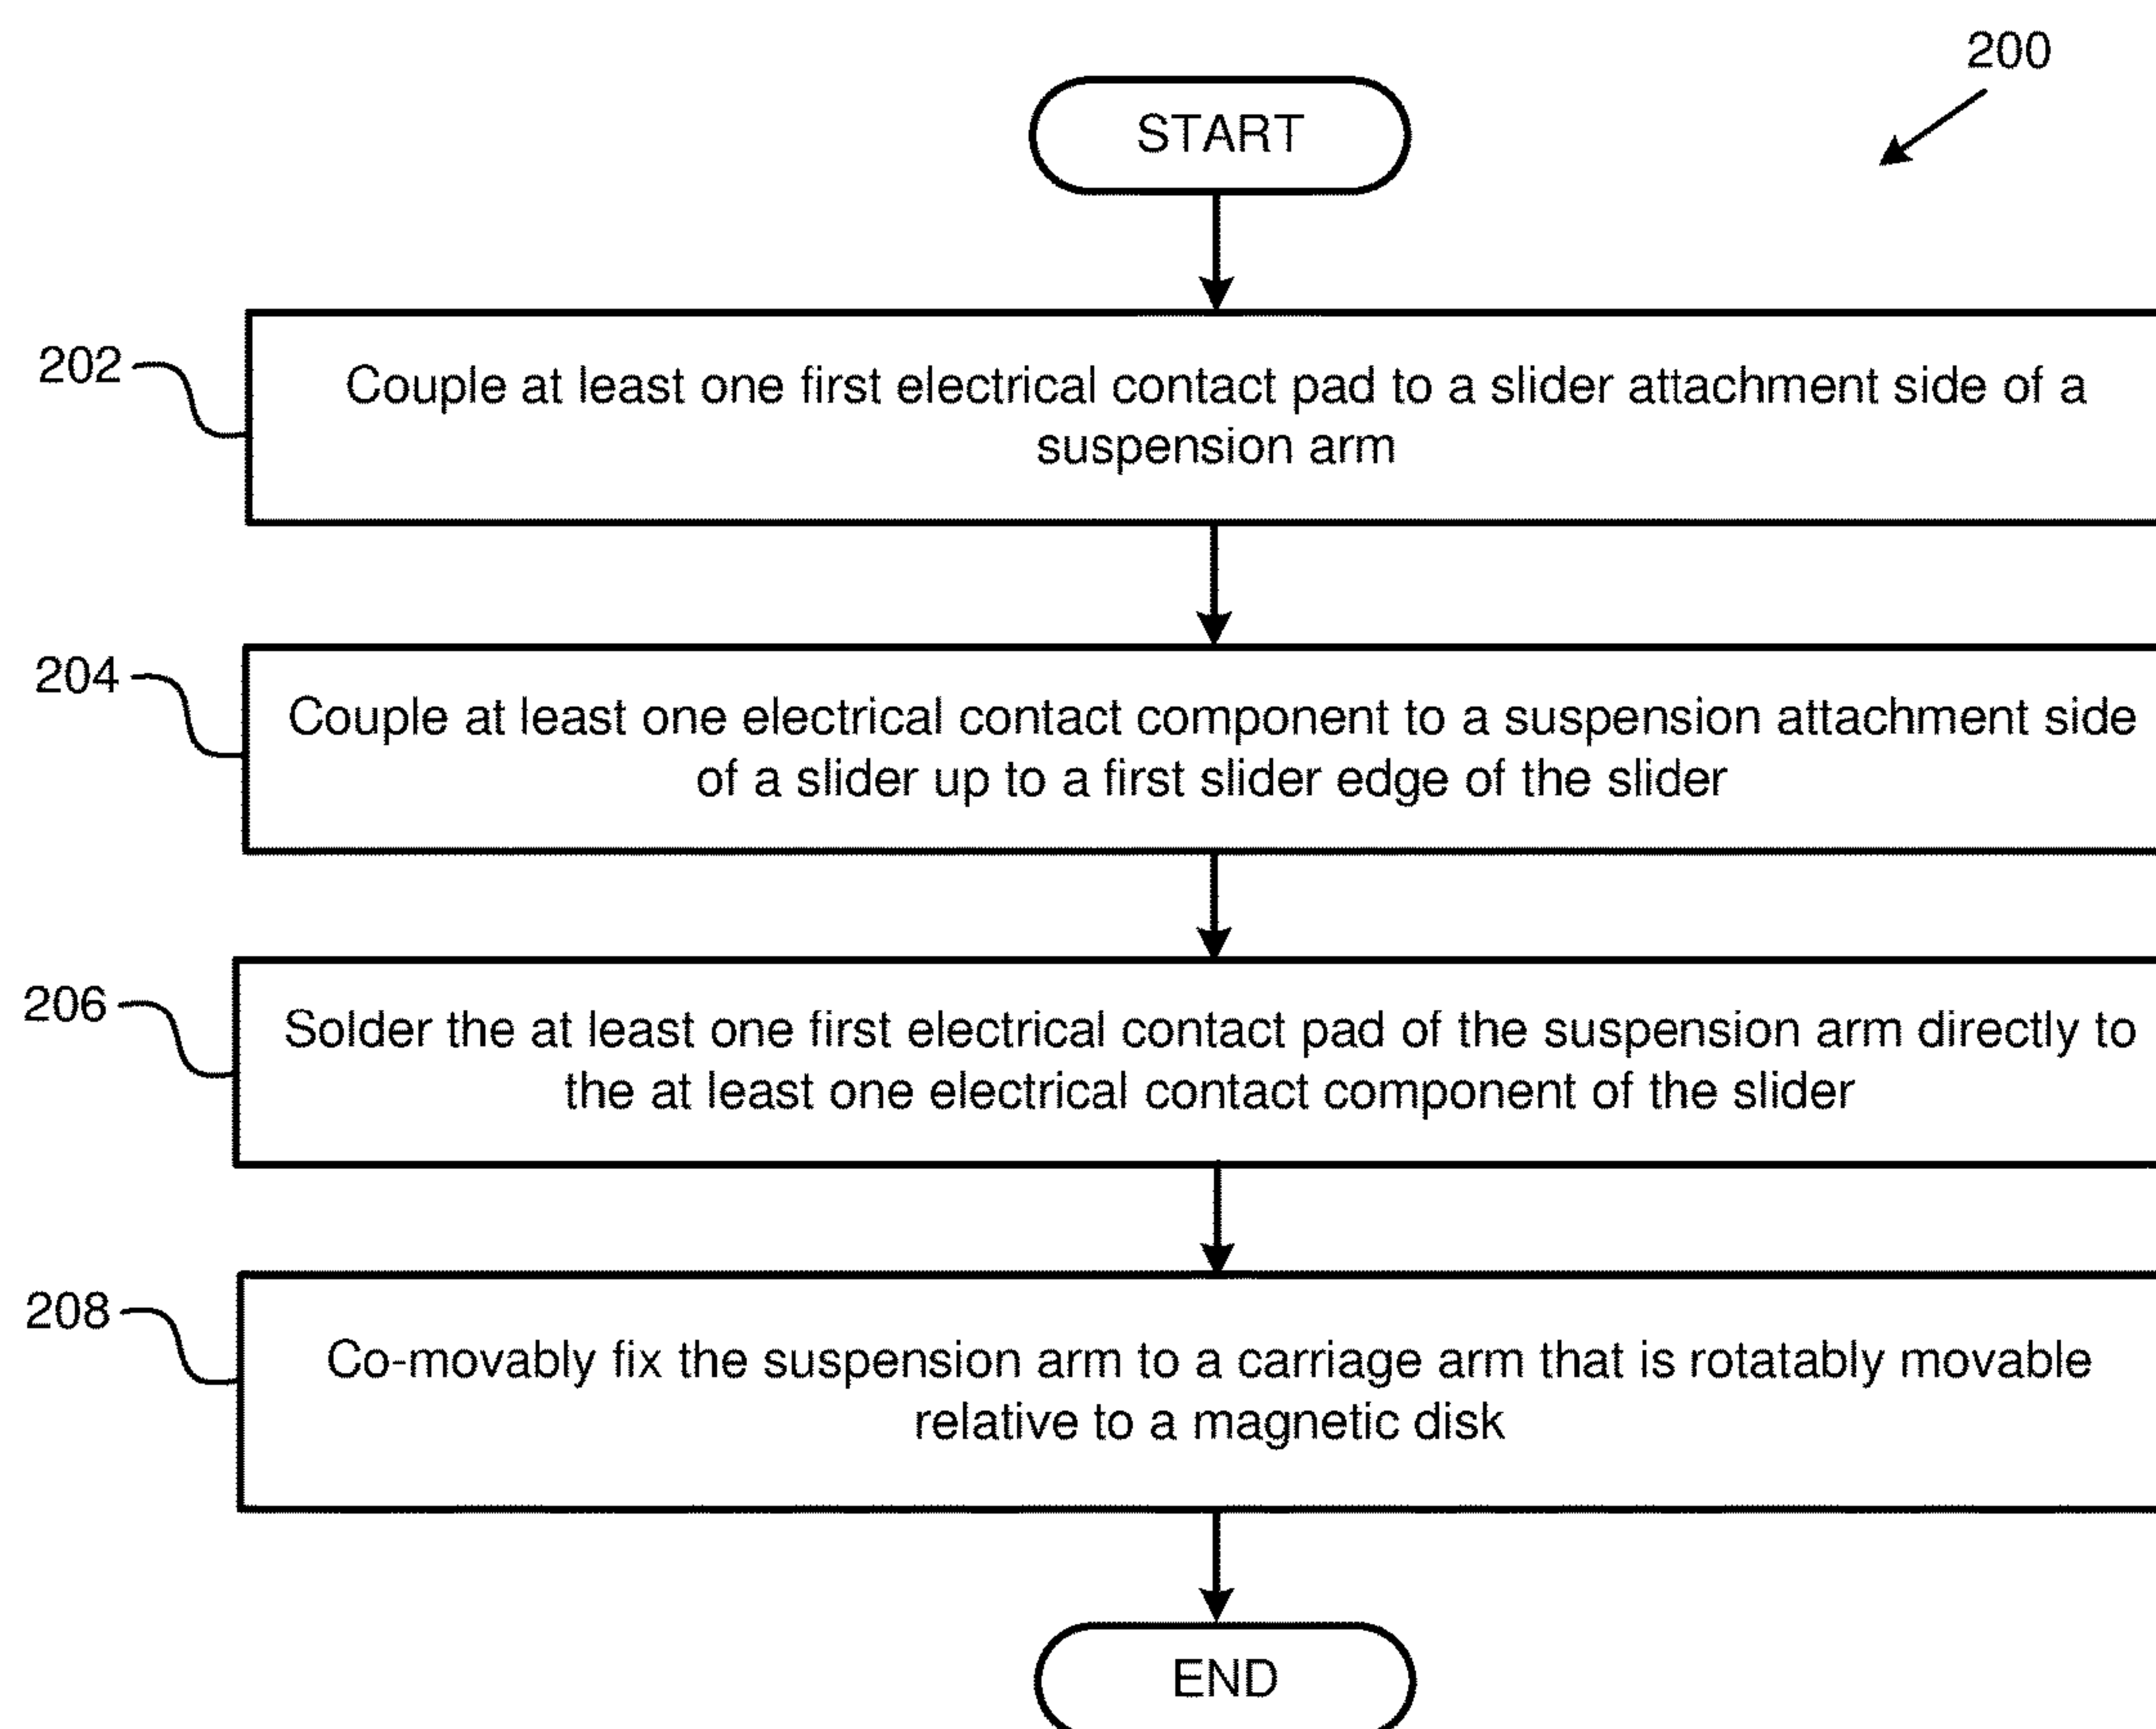 200
START
202
Couple at least one first electrical contact pad to a slider attachment side of a
suspension arm
204
Couple at least one electrical contact component to a suspension attachment side
of a slider up to a first slider edge of the slider
206
Solder the at least one first electrical contact pad of the suspension arm directly to
the at least one electrical contact component of the slider
208
Co-movably fix the suspension arm to a carriage arm that is rotatably movable
relative to a magnetic disk
END